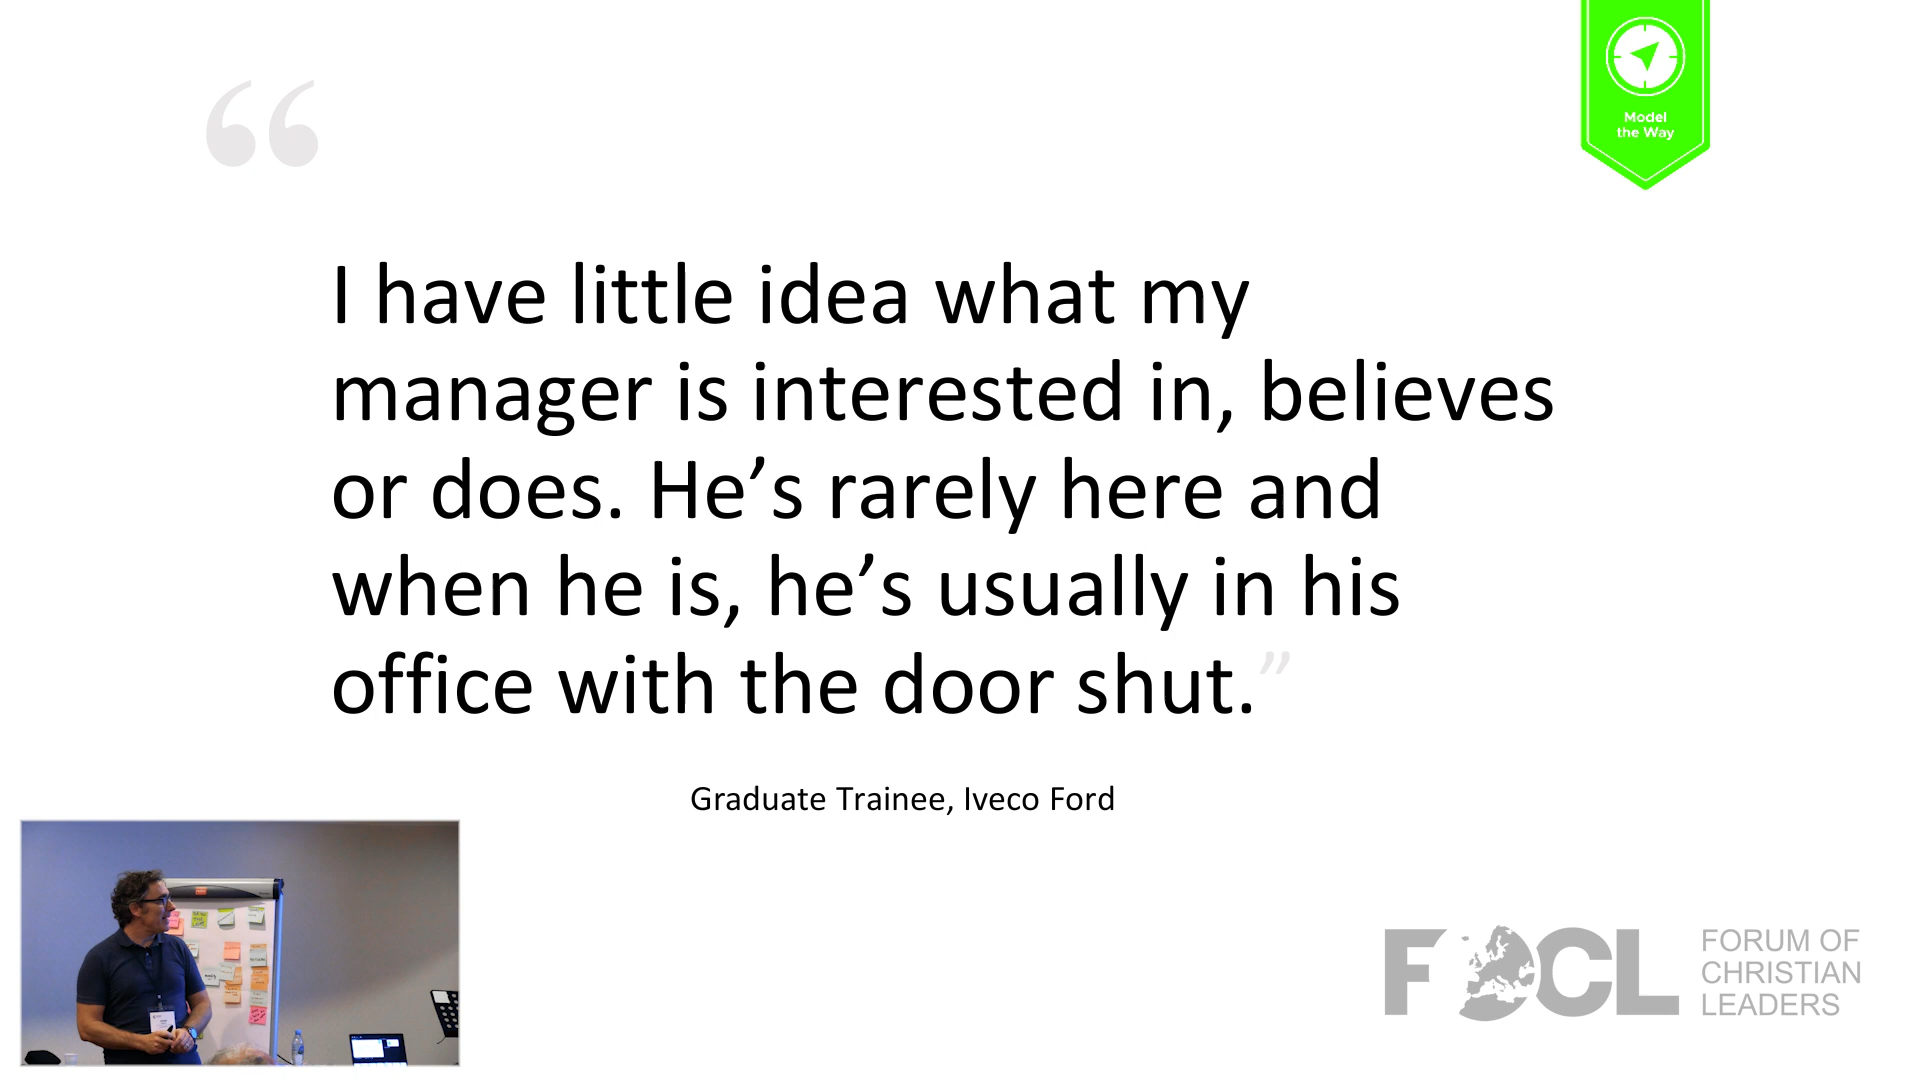 “
Model
the Way
I have little idea what my
manager is interested in, believes
or does. He’s rarely here and
when he is, he’s usually in his
office with the door shut.”
Graduate Trainee, Iveco Ford
FOCL
FORUM OF
CHRISTIAN
LEADERS